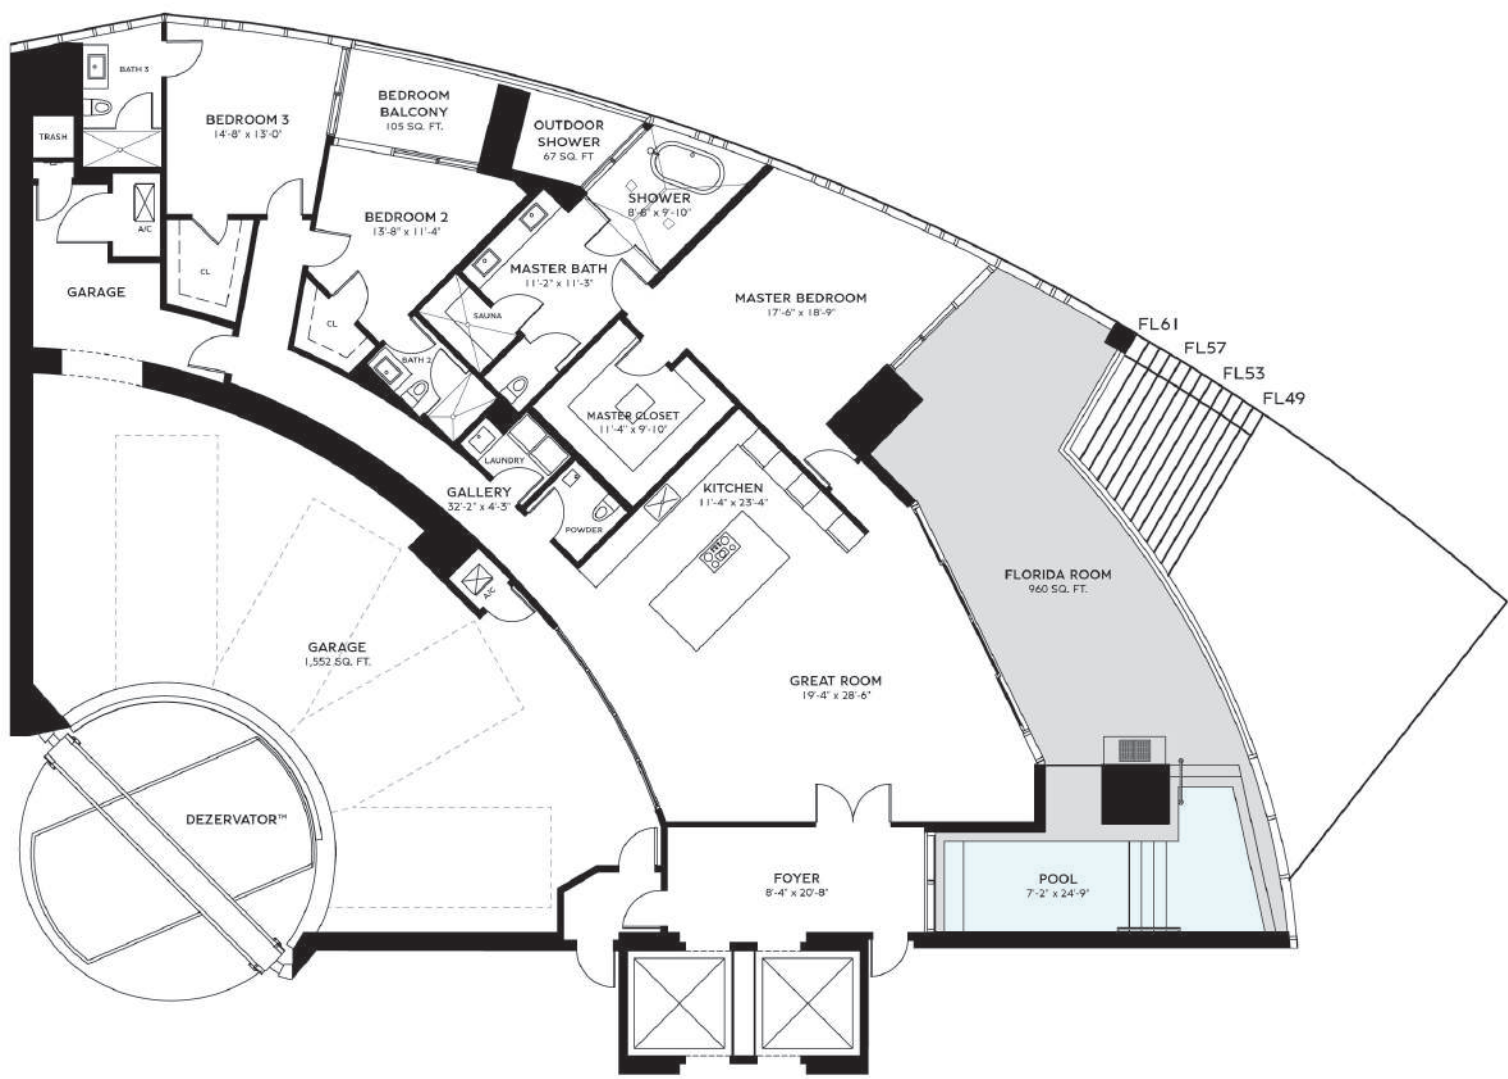 BATH 3
TRASH
A/C
GARAGE
BEDROOM 3
14'-8" x 13'-0"
CL
BEDROOM
BALCONY
105 SQ. FT.
BEDROOM 2
13'-8" x 11'-4"
CL
BATH 2
OUTDOOR
SHOWER
67 SQ. FT
SHOWER
8'-8" x 9'-10"
MASTER BATH
11'-2" x 11'-3"
SAUNA
MASTER BEDROOM
17'-6" x 18'-9"
MASTER CLOSET
11'-4" x 9'-10"
LAUNDRY
GALLERY
32'-2" x 4'-3"
POWDER
KITCHEN
11'-4" x 23'-4"
FL61
FL57
FL53
FL49
FLORIDA ROOM
960 SQ. FT.
A/C
GARAGE
1,552 SQ. FT.
GREAT ROOM
19'-4" x 28'-6"
DEZERVATOR™
FOYER
8'-4" x 20'-8"
POOL
7'-2" x 24'-9"